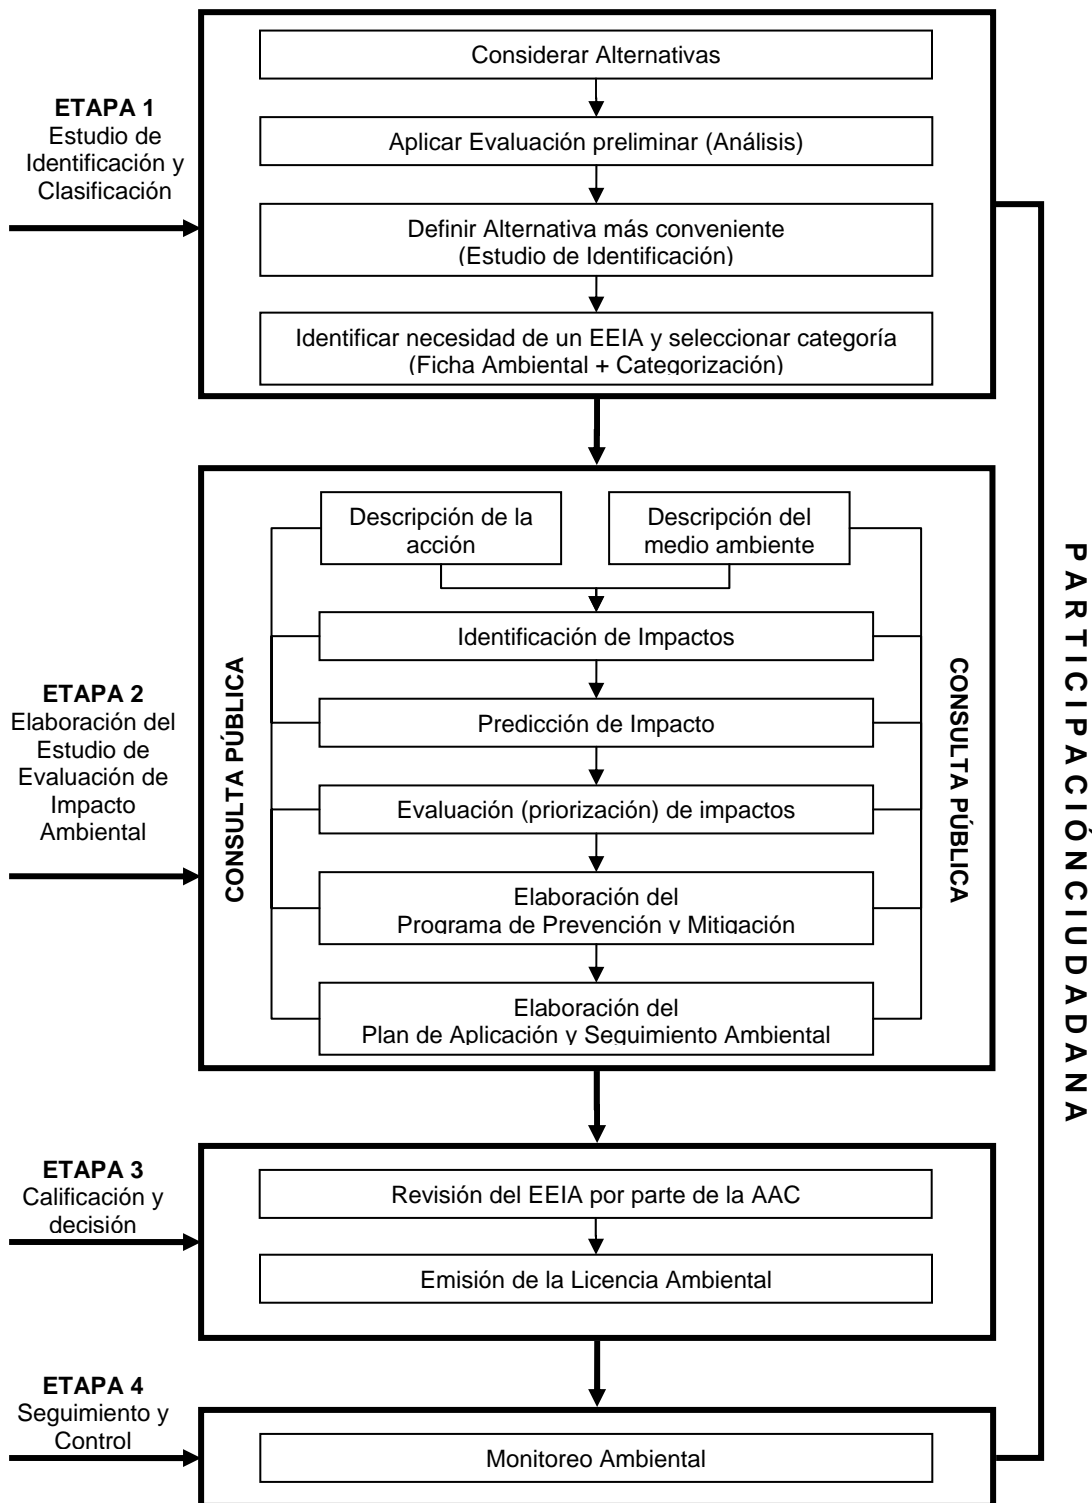 Considerar Alternativas
ETAPA 1
Estudio de
Identificación y
Clasificación
Aplicar Evaluación preliminar (Análisis)
Definir Alternativa más conveniente
(Estudio de Identificación)
Identificar necesidad de un EEIA y seleccionar categoría
(Ficha Ambiental + Categorización)
ETAPA 2
Elaboración del
Estudio de
Evaluación de
Impacto
Ambiental
CONSULTA PÚBLICA
Descripción de la
acción
Descripción del
medio ambiente
Identificación de Impactos
Predicción de Impacto
Evaluación (priorización) de impactos
Elaboración del
Programa de Prevención y Mitigación
Elaboración del
Plan de Aplicación y Seguimiento Ambiental
CONSULTA PÚBLICA
PARTICIPACIÓNCIUDADANA
ETAPA 3
Calificación y
decisión
Revisión del EEIA por parte de la AAC
Emisión de la Licencia Ambiental
ETAPA 4
Seguimiento y
Control
Monitoreo Ambiental